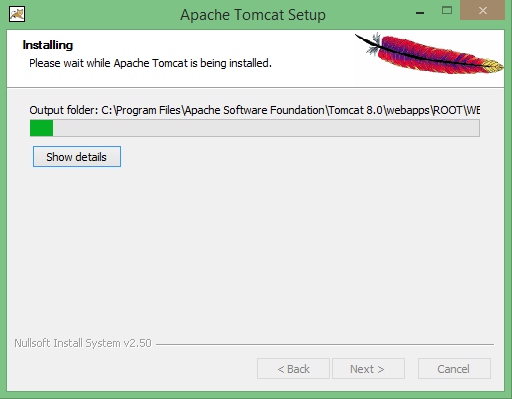 Apache Tomcat Setup
Installing
Please wait while Apache Tomcat is being installed.
Output folder: C:\Program Files\Apache Software Foundation\Tomcat 8.0\webapps\ROOT\WE
Show details
Nullsoft Install System v2.50
< Back Next > Cancel